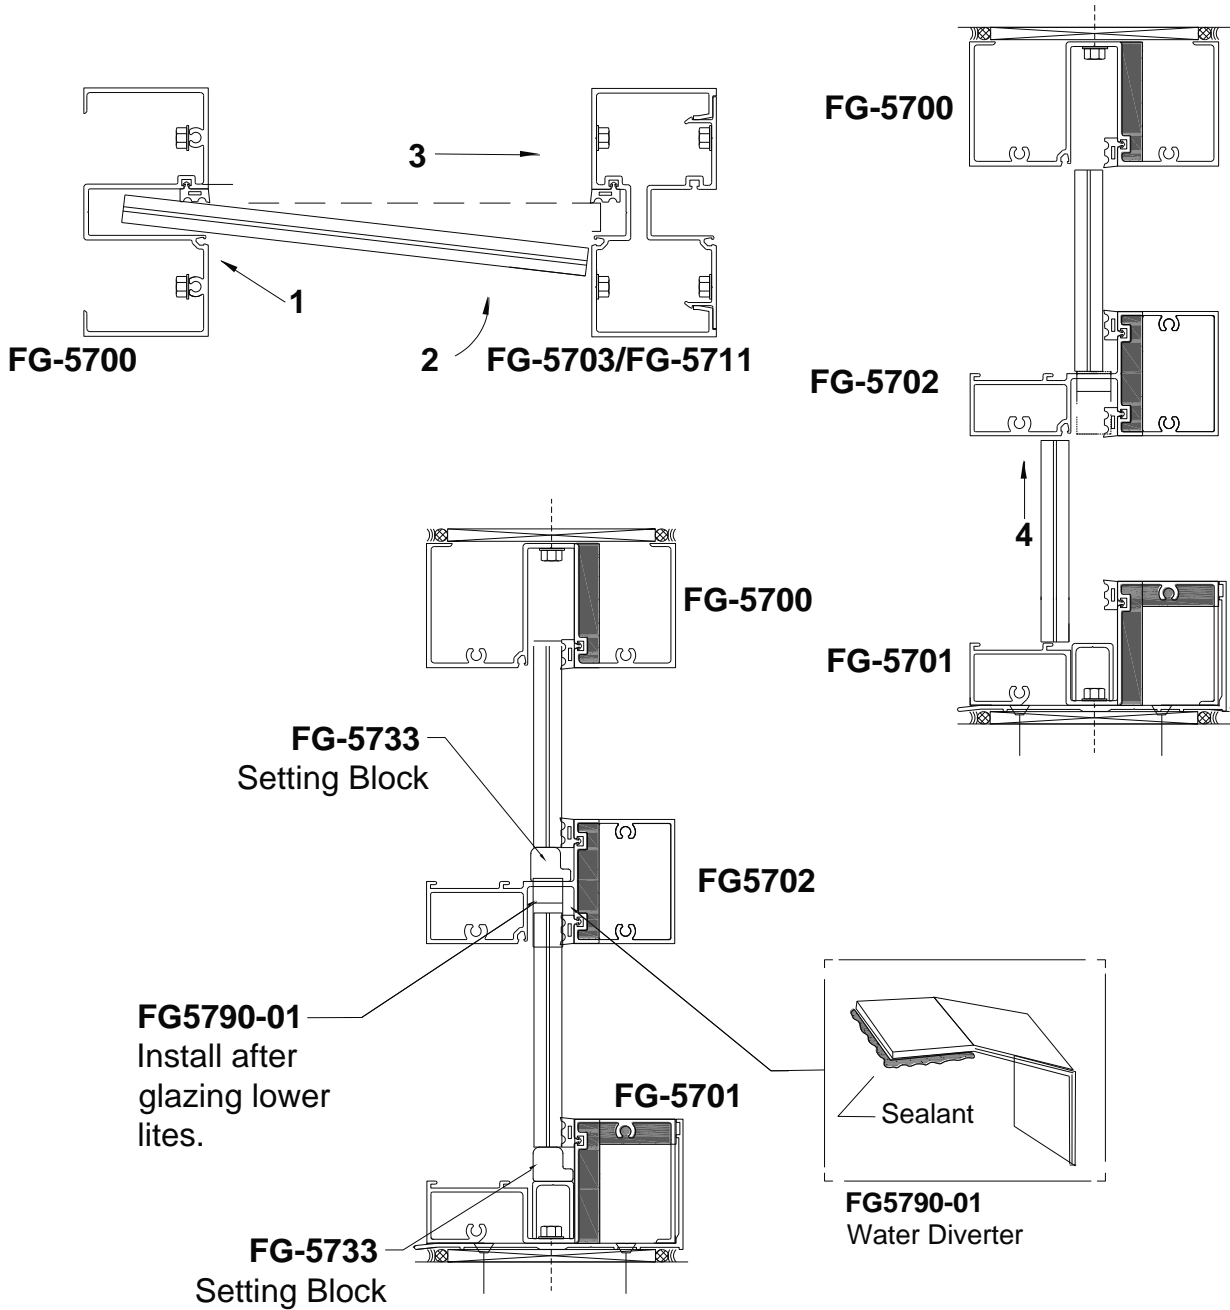 3
1
FG-5700
2
FG-5703/FG-5711
FG-5700
FG-5702
4
FG-5701
FG-5700
FG-5733
Setting Block
FG5702
FG5790-01
Install after
glazing lower
lites.
FG-5701
FG-5733
Setting Block
Sealant
FG5790-01
Water Diverter